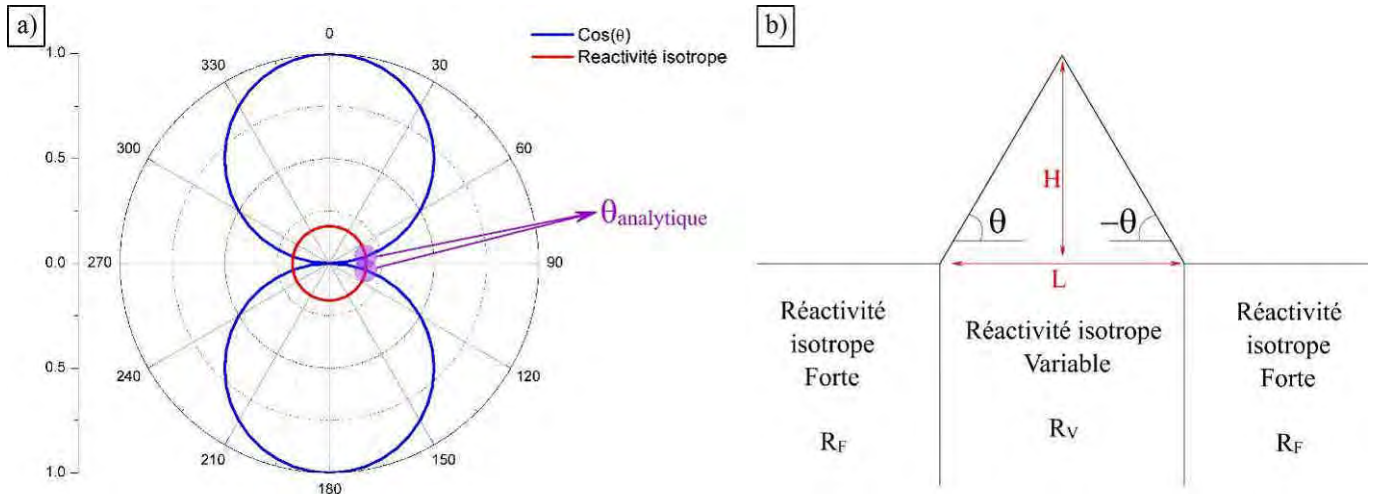 a)
Cos(θ)
Reactivité isotrope
1.0
0.5
0.0
0.5
1.0
0
30
60
90
120
150
180
210
240
270
300
330
θanalytique
b)
H
θ
−θ
L
Réactivité
isotrope
Forte
RF
Réactivité isotrope
Variable
RV
Réactivité
isotrope
Forte
RF